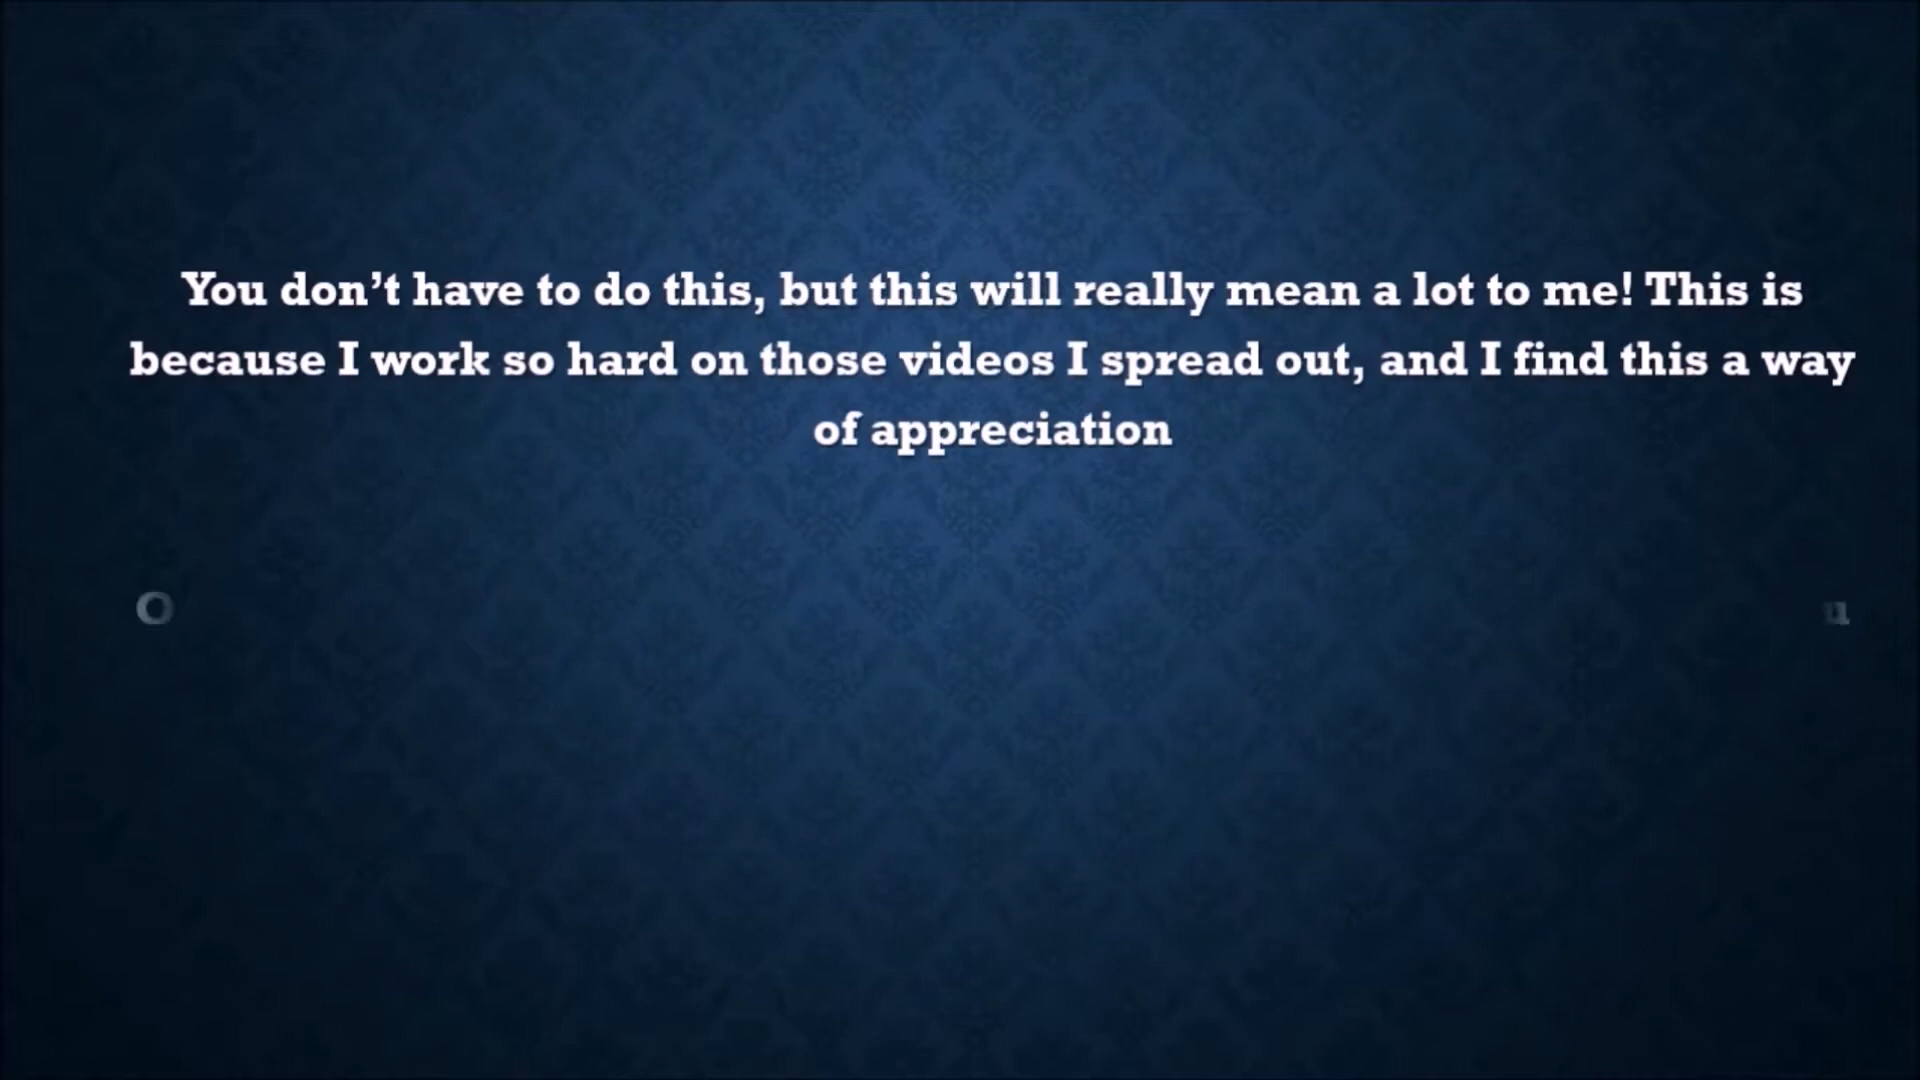 You don’t have to do this, but this will really mean a lot to me! This is
because I work so hard on those videos I spread out, and I find this a way
of appreciation
o u